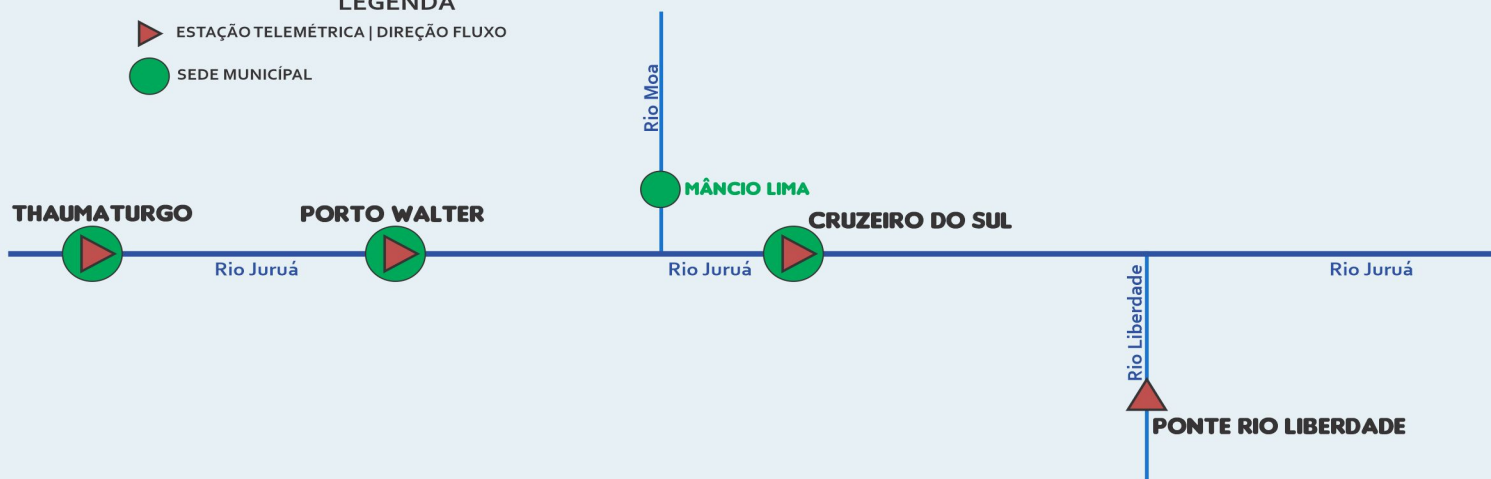 LEGENDA
ESTAÇÃO TELEMÉTRICA | DIREÇÃO FLUXO
SEDE MUNICÍPAL
Rio Moa
MÂNCIO LIMA
THAUMATURGO
PORTO WALTER
CRUZEIRO DO SUL
Rio Juruá
Rio Juruá
Rio Juruá
Rio Liberdade
PONTE RIO LIBERDADE